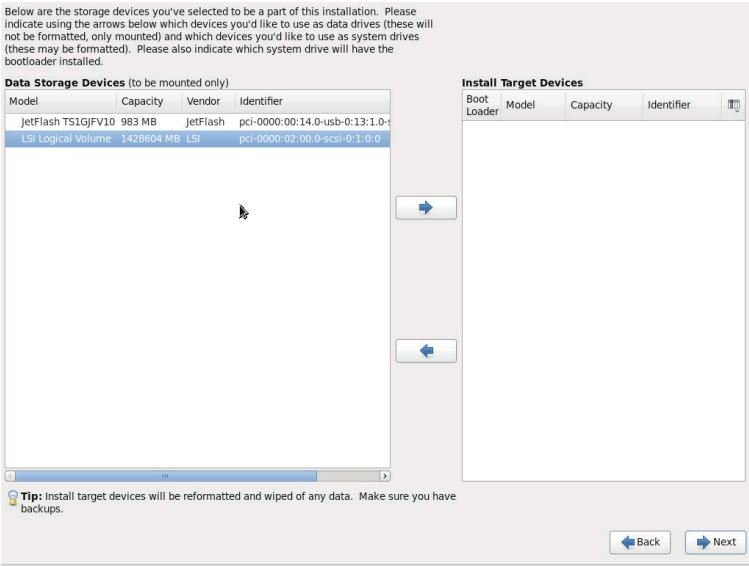 Below are the storage devices you've selected to be a part of this installation.  Please
indicate using the arrows below which devices you'd like to use as data drives (these will
not be formatted, only mounted) and which devices you'd like to use as system drives
(these may be formatted).  Please also indicate which system drive will have the
bootloader installed.
Data Storage Devices (to be mounted only)
Model Capacity Vendor Identifier
JetFlash TS1GJFV10 983 MB JetFlash pci-0000:00:14.0-usb-0:13:1.0-s
LSI Logical Volume 1428604 MB LSI pci-0000:02:00.0-scsi-0:1:0:0
Install Target Devices
Boot
Loader Model Capacity Identifier
Tip: Install target devices will be reformatted and wiped of any data.  Make sure you have
backups.
Back Next